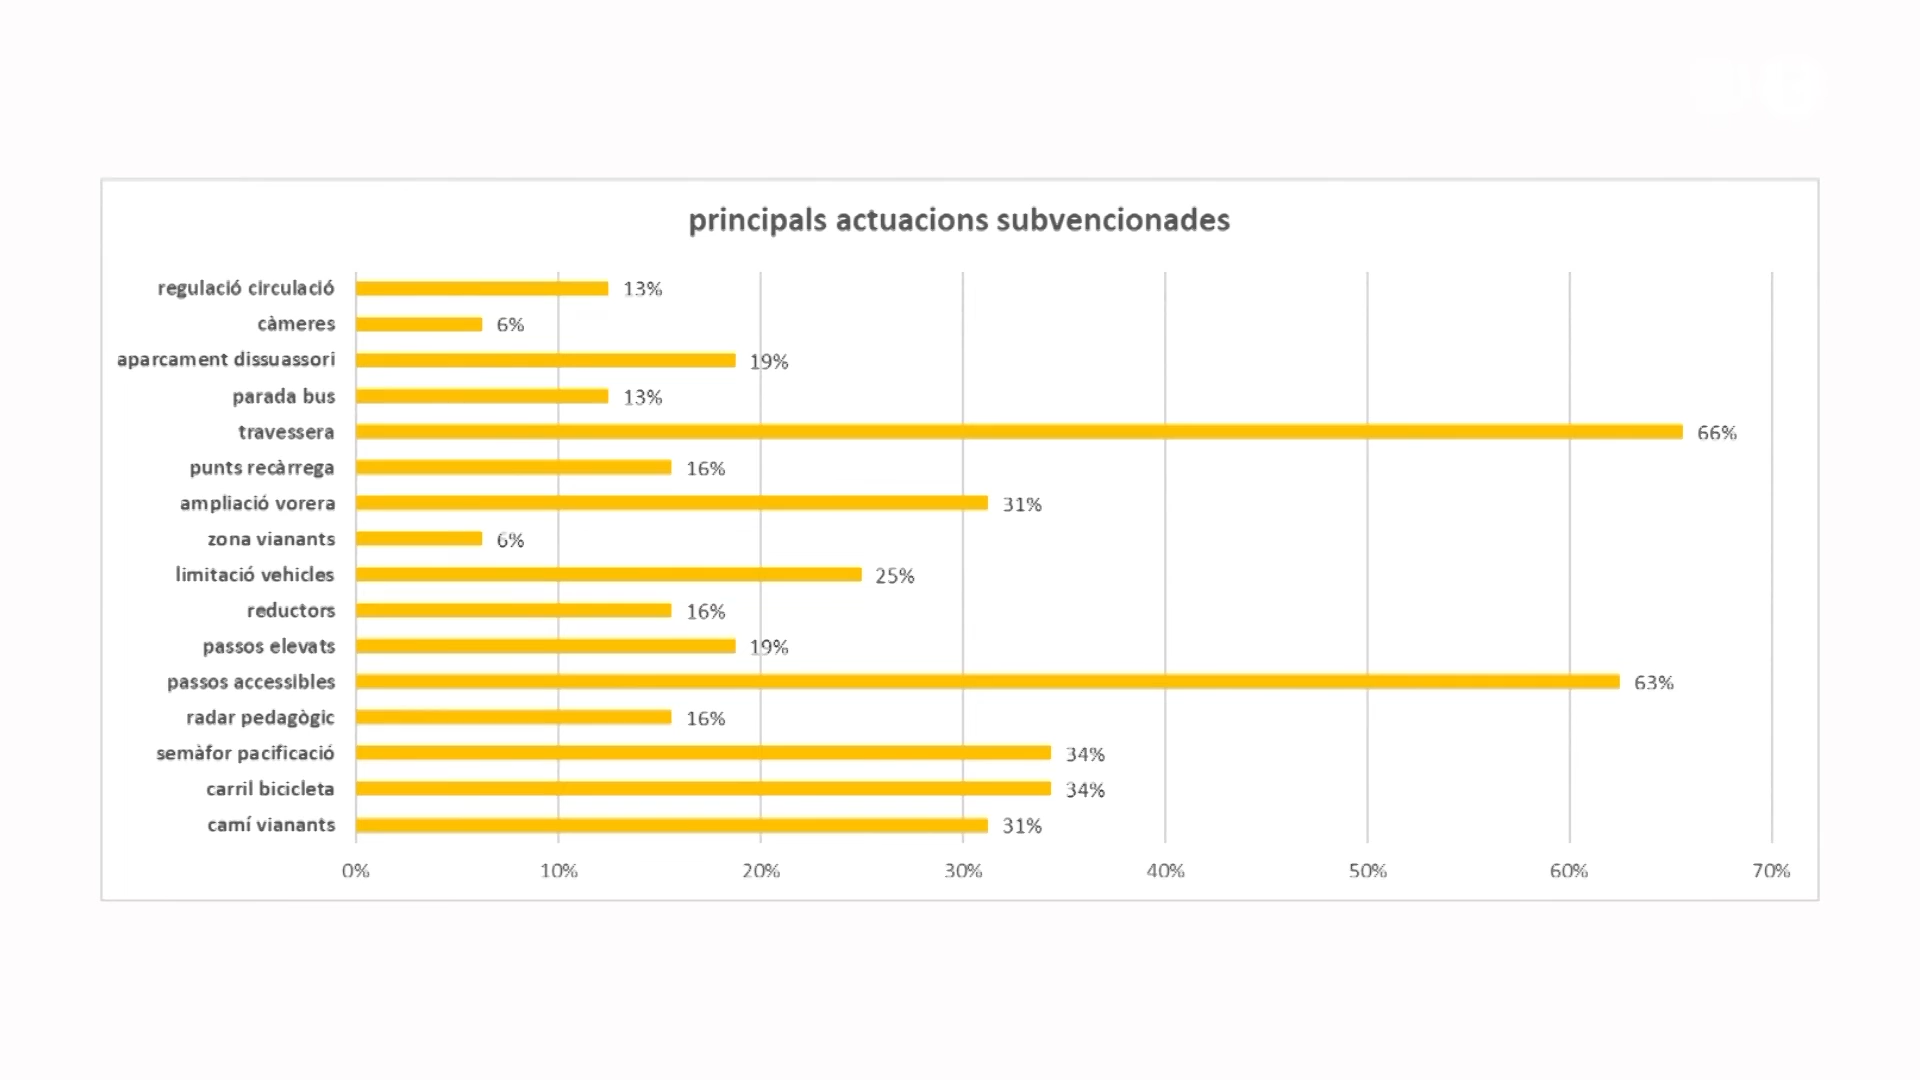 principals actuacions subvencionades
regulació circulació 13%
càmeres 6%
aparcament dissuassori 19%
parada bus 13%
travessera 66%
punts recàrrega 16%
ampliació vorera 31%
zona vianants 6%
limitació vehicles 25%
reductors 16%
passos elevats 19%
passos accessibles 63%
radar pedagògic 16%
semàfor pacificació 34%
carril bicicleta 34%
camí vianants 31%
0% 10% 20% 30% 40% 50% 60% 70%